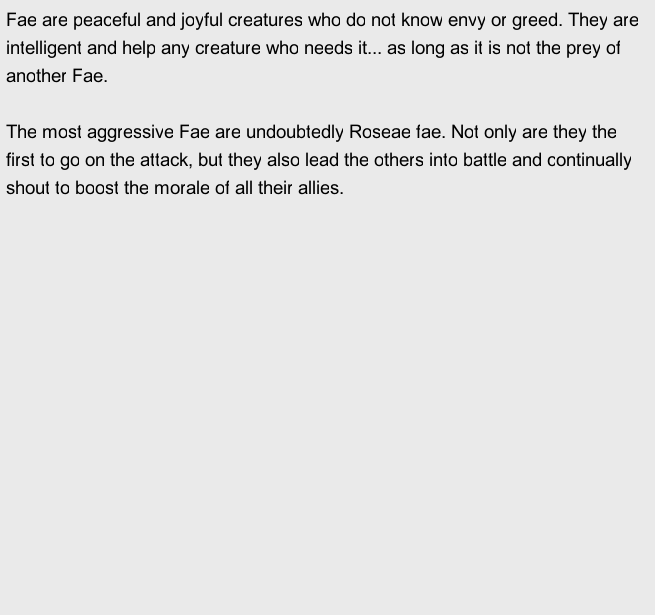 Fae are peaceful and joyful creatures who do not know envy or greed. They are
intelligent and help any creature who needs it... as long as it is not the prey of
another Fae.
The most aggressive Fae are undoubtedly Roseae fae. Not only are they the
first to go on the attack, but they also lead the others into battle and continually
shout to boost the morale of all their allies.